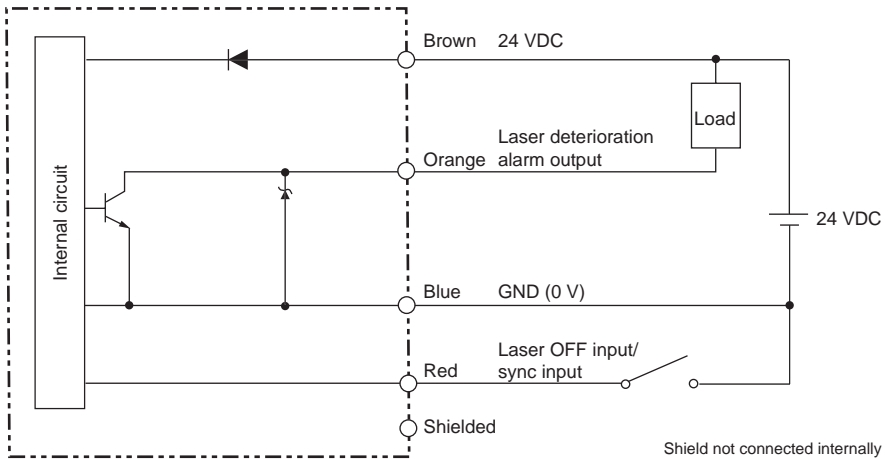 Brown 24 VDC
Load
Laser deterioration
Orange alarm output
Internal circuit
24 VDC
Blue GND (0 V)
Laser OFF input/
Red sync input
Shielded
Shield not connected internally